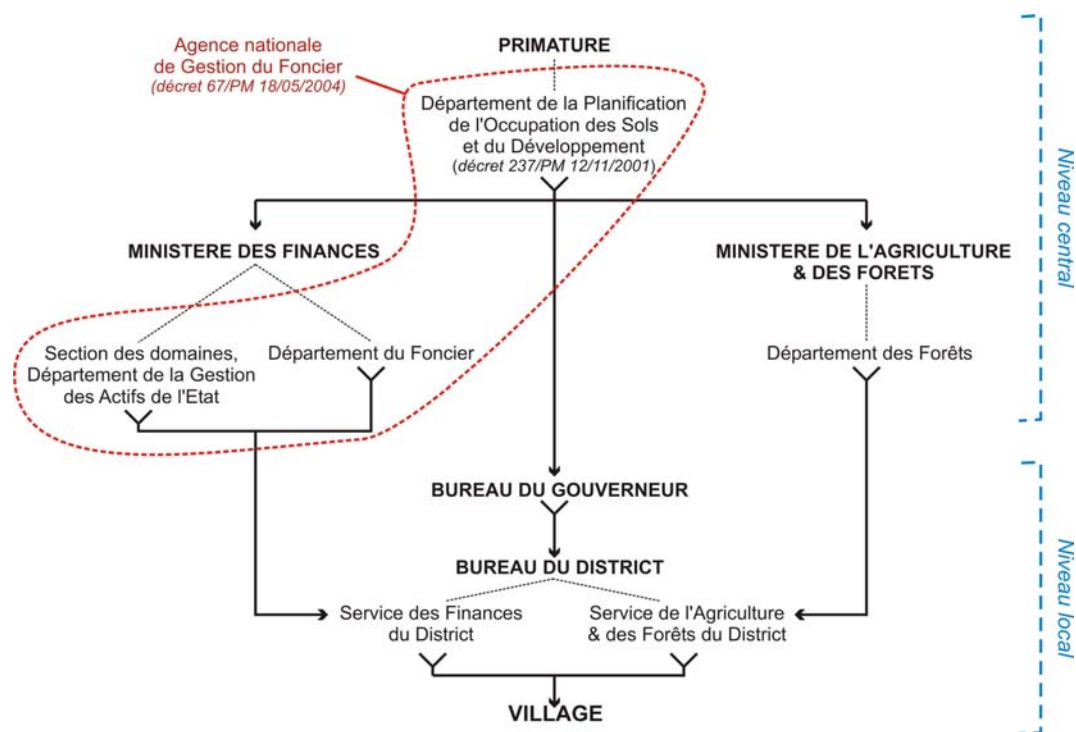 Agence nationale
de Gestion du Foncier
(décret 67/PM 18/05/2004)
PRIMATURE
Département de la Planification
de l'Occupation des Sols
et du Développement
(décret 237/PM 12/11/2001)
MINISTERE DES FINANCES
MINISTERE DE L'AGRICULTURE
& DES FORETS
Section des domaines,
Département de la Gestion
des Actifs de l'Etat
Département du Foncier
Département des Forêts
Niveau central
BUREAU DU GOUVERNEUR
BUREAU DU DISTRICT
Service des Finances
du District
Service de l'Agriculture
& des Forêts du District
VILLAGE
Niveau local